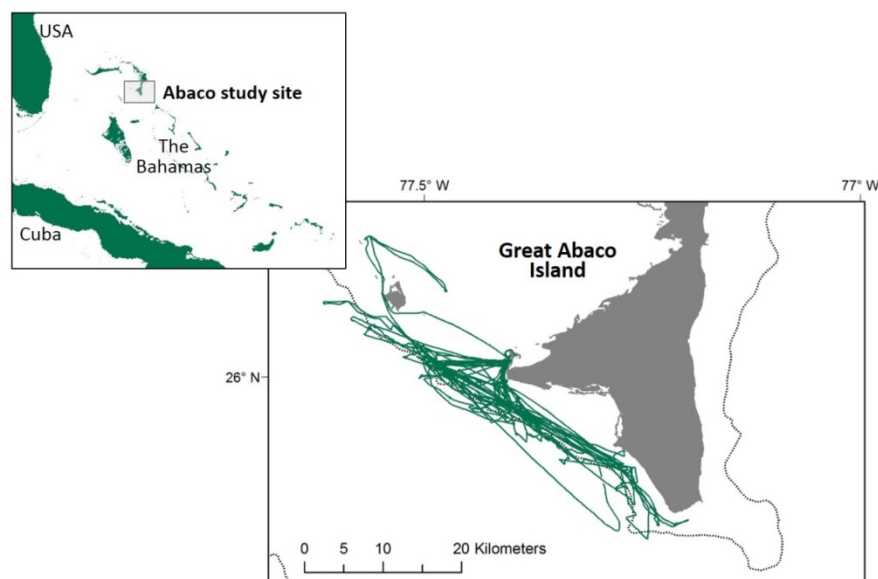 USA
Abaco study site
The
Bahamas
Cuba
77.5° W
77° W
Great Abaco
Island
26° N
0 5 10 20 Kilometers